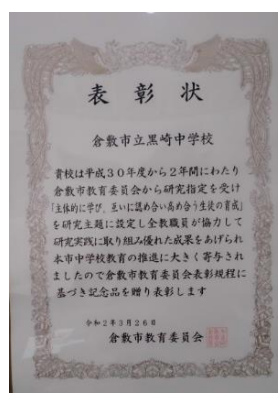 表彰状
倉敷市立黒崎中学校
貴校は平成３０年度から２年間にわたり
倉敷市教育委員会から研究指定を受け
「主体的に学び、互いに認め合い高め合う生徒の育成」
を研究主題に設定し全教職員が協力して
研究実践に取り組み優れた成果をあげられ
本市中学校教育の推進に大きく寄与され
ましたので倉敷市教育委員会表彰規程に
基づき記念品を贈り表彰します
令和２年３月２６日
倉敷市教育委員会